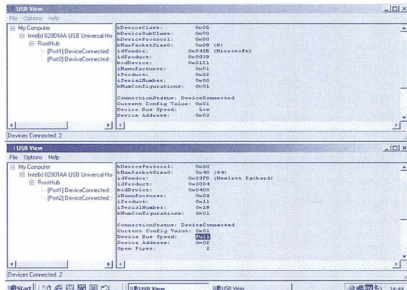 USB View
File Options Help
My Computer
Intel(r) 82801AA USB Universal Ho
RootHub
[Port1] DeviceConnected
[Port2] DeviceConnected
bDeviceClass: 0x00
bDeviceSubClass: 0x00
bDeviceProtocol: 0x00
bMaxPacketSize0: 0x08 (8)
idVendor: 0x045E (Microsoft)
idProduct: 0x0039
bcdDevice: 0x0121
iManufacturer: 0x01
iProduct: 0x02
iSerialNumber: 0x00
bNumConfigurations: 0x01
ConnectionStatus: DeviceConnected
Current Config Value: 0x01
Device Bus Speed: Low
Device Address: 0x02
Devices Connected: 2
USB View
File Options Help
My Computer
Intel(r) 82801AA USB Universal Ho
RootHub
[Port1] DeviceConnected
[Port2] DeviceConnected
bDeviceProtocol: 0x00
bMaxPacketSize0: 0x40 (64)
idVendor: 0x03F0 (Hewlett Packard)
idProduct: 0x2004
bcdDevice: 0x0400
iManufacturer:
iProduct:
iSerialNumber:
bNumConfigurations: 0x01
ConnectionStatus: DeviceConnected
Current Config Value: 0x01
Device Bus Speed: Full
Device Address: 0x02
Open Pipes: 2
Devices Connected: 2
Start
USB View
USB View
14:44